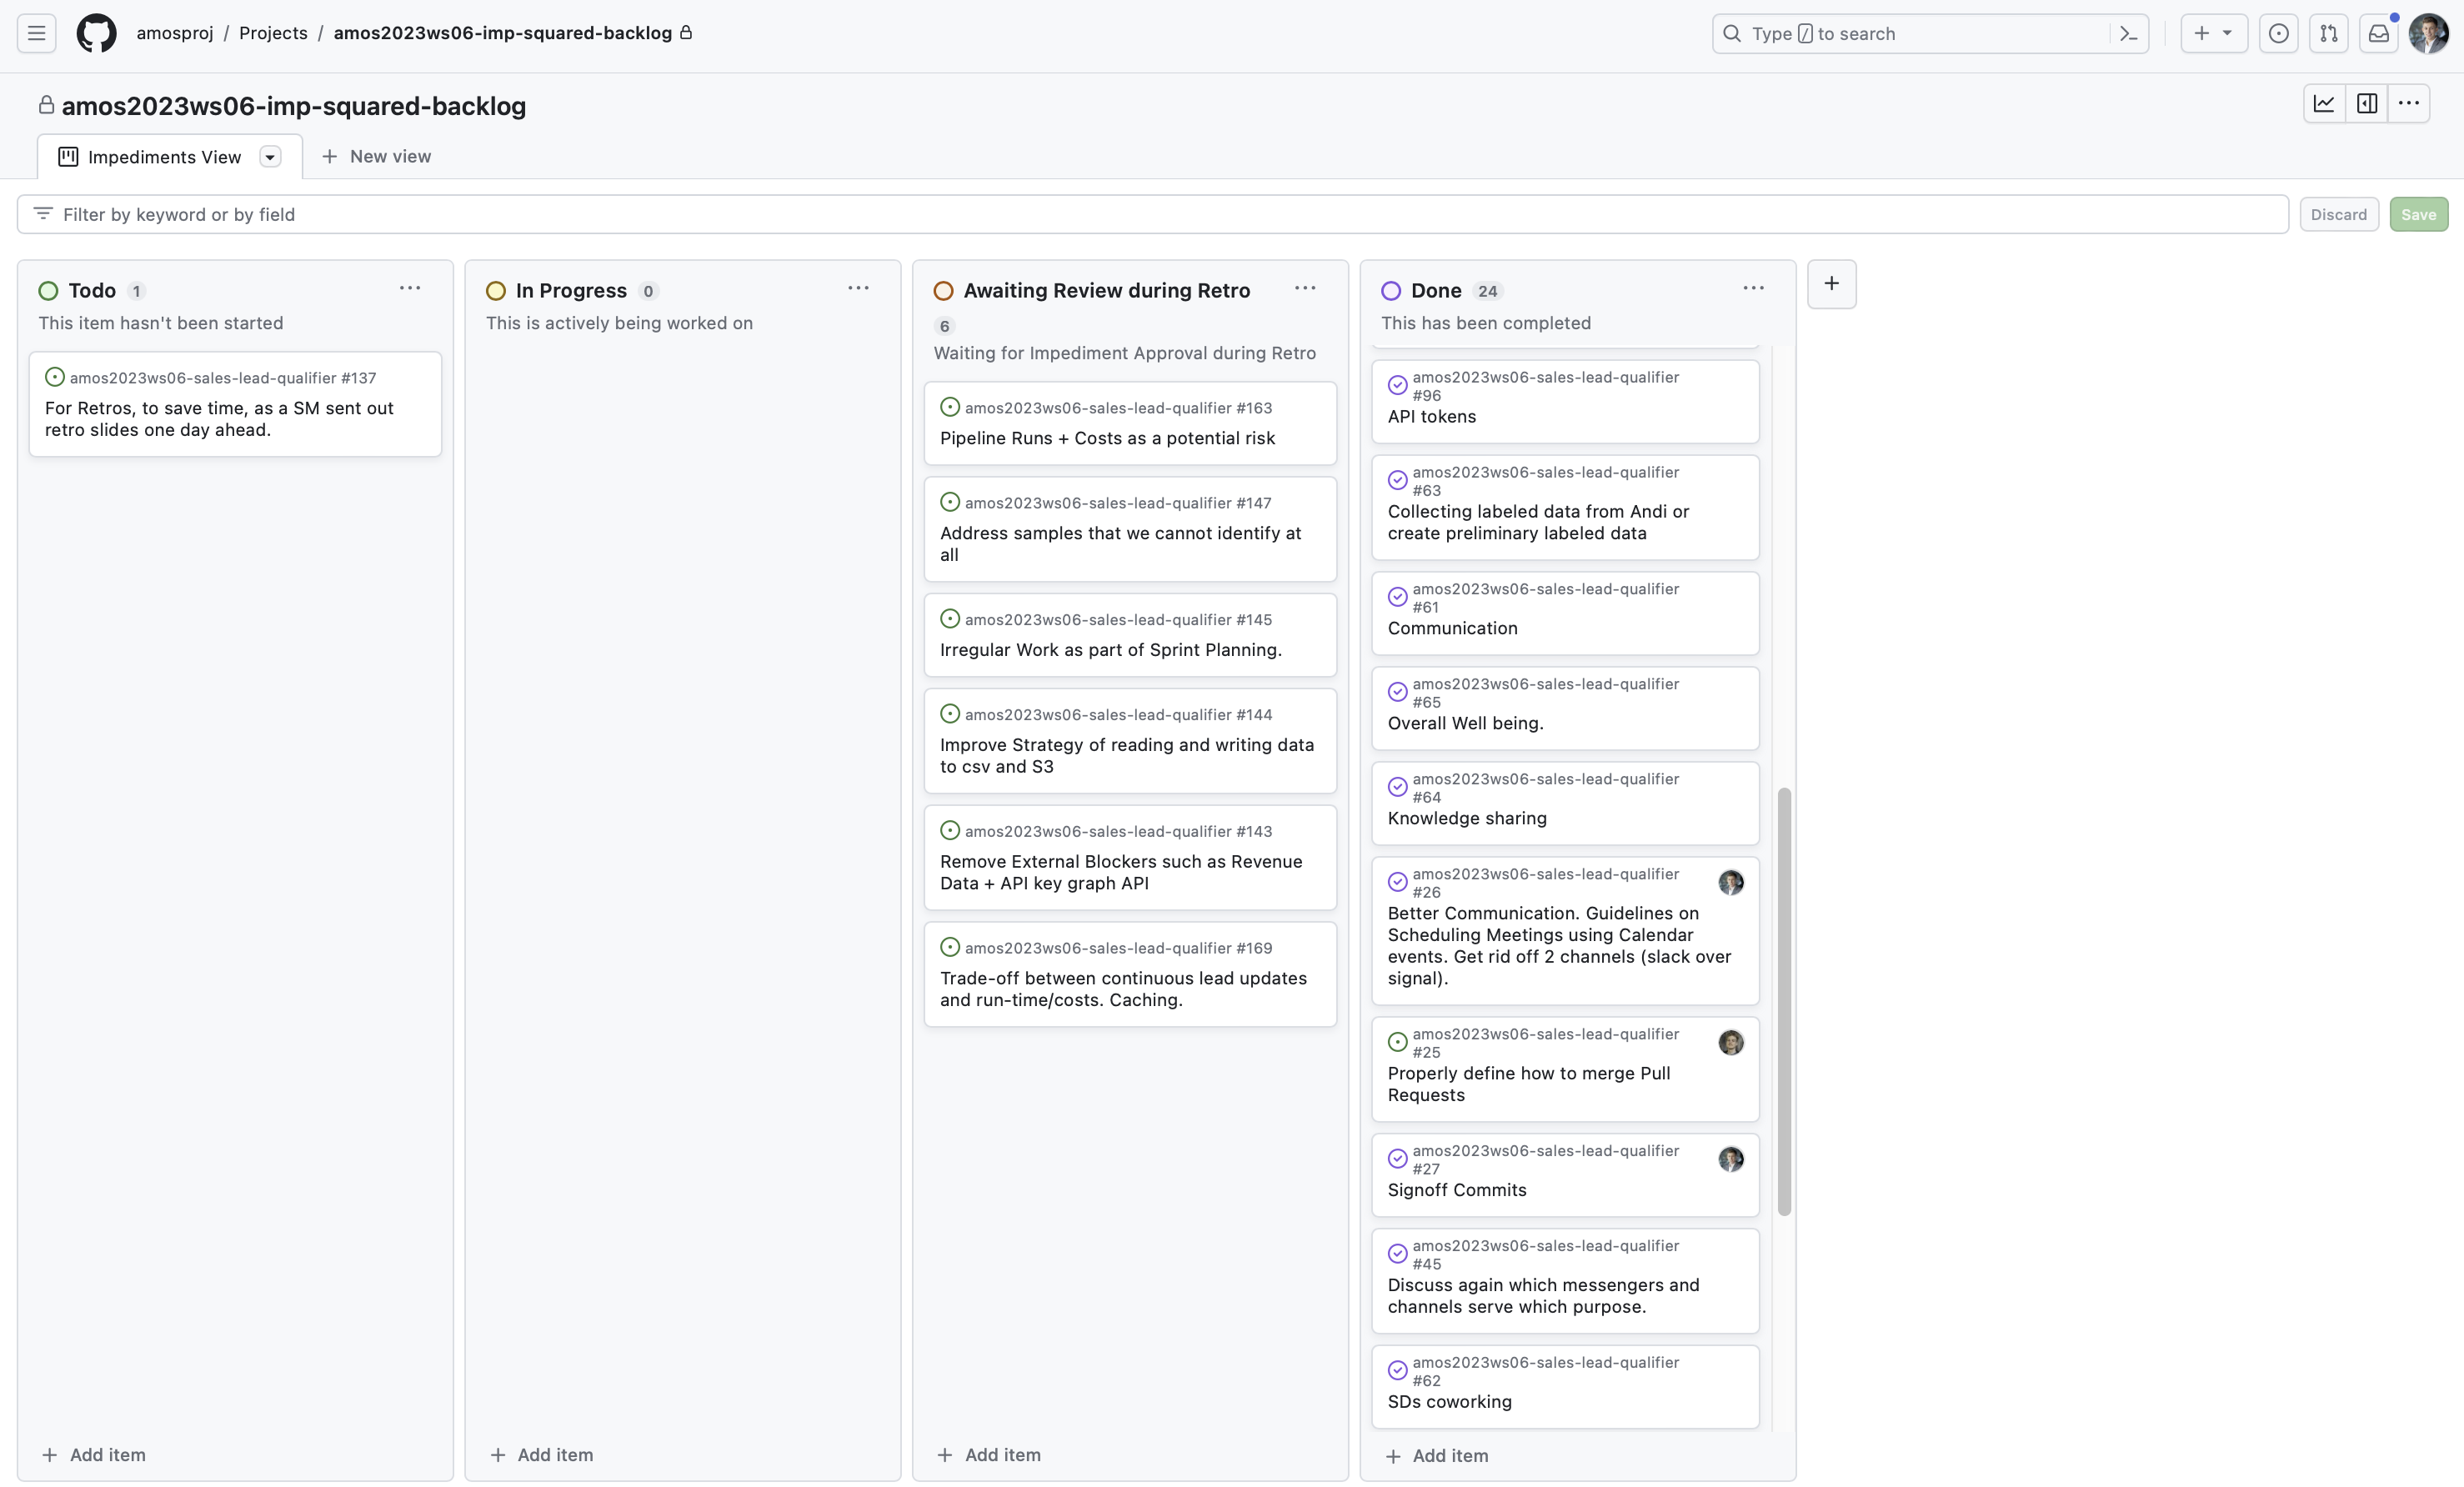 amosproj / Projects / amos2023ws06-imp-squared-backlog
Type / to search
amos2023ws06-imp-squared-backlog
Impediments View
New view
Filter by keyword or by field
Discard
Save
Todo 1
This item hasn't been started
amos2023ws06-sales-lead-qualifier #137
For Retros, to save time, as a SM sent out
retro slides one day ahead.
Add item
In Progress 0
This is actively being worked on
Add item
Awaiting Review during Retro
6
Waiting for Impediment Approval during Retro
amos2023ws06-sales-lead-qualifier #163
Pipeline Runs + Costs as a potential risk
amos2023ws06-sales-lead-qualifier #147
Address samples that we cannot identify at
all
amos2023ws06-sales-lead-qualifier #145
Irregular Work as part of Sprint Planning.
amos2023ws06-sales-lead-qualifier #144
Improve Strategy of reading and writing data
to csv and S3
amos2023ws06-sales-lead-qualifier #143
Remove External Blockers such as Revenue
Data + API key graph API
amos2023ws06-sales-lead-qualifier #169
Trade-off between continuous lead updates
and run-time/costs. Caching.
Add item
Done 24
This has been completed
amos2023ws06-sales-lead-qualifier
#96
API tokens
amos2023ws06-sales-lead-qualifier
#63
Collecting labeled data from Andi or
create preliminary labeled data
amos2023ws06-sales-lead-qualifier
#61
Communication
amos2023ws06-sales-lead-qualifier
#65
Overall Well being.
amos2023ws06-sales-lead-qualifier
#64
Knowledge sharing
amos2023ws06-sales-lead-qualifier
#26
Better Communication. Guidelines on
Scheduling Meetings using Calendar
events. Get rid off 2 channels (slack over
signal).
amos2023ws06-sales-lead-qualifier
#25
Properly define how to merge Pull
Requests
amos2023ws06-sales-lead-qualifier
#27
Signoff Commits
amos2023ws06-sales-lead-qualifier
#45
Discuss again which messengers and
channels serve which purpose.
amos2023ws06-sales-lead-qualifier
#62
SDs coworking
Add item